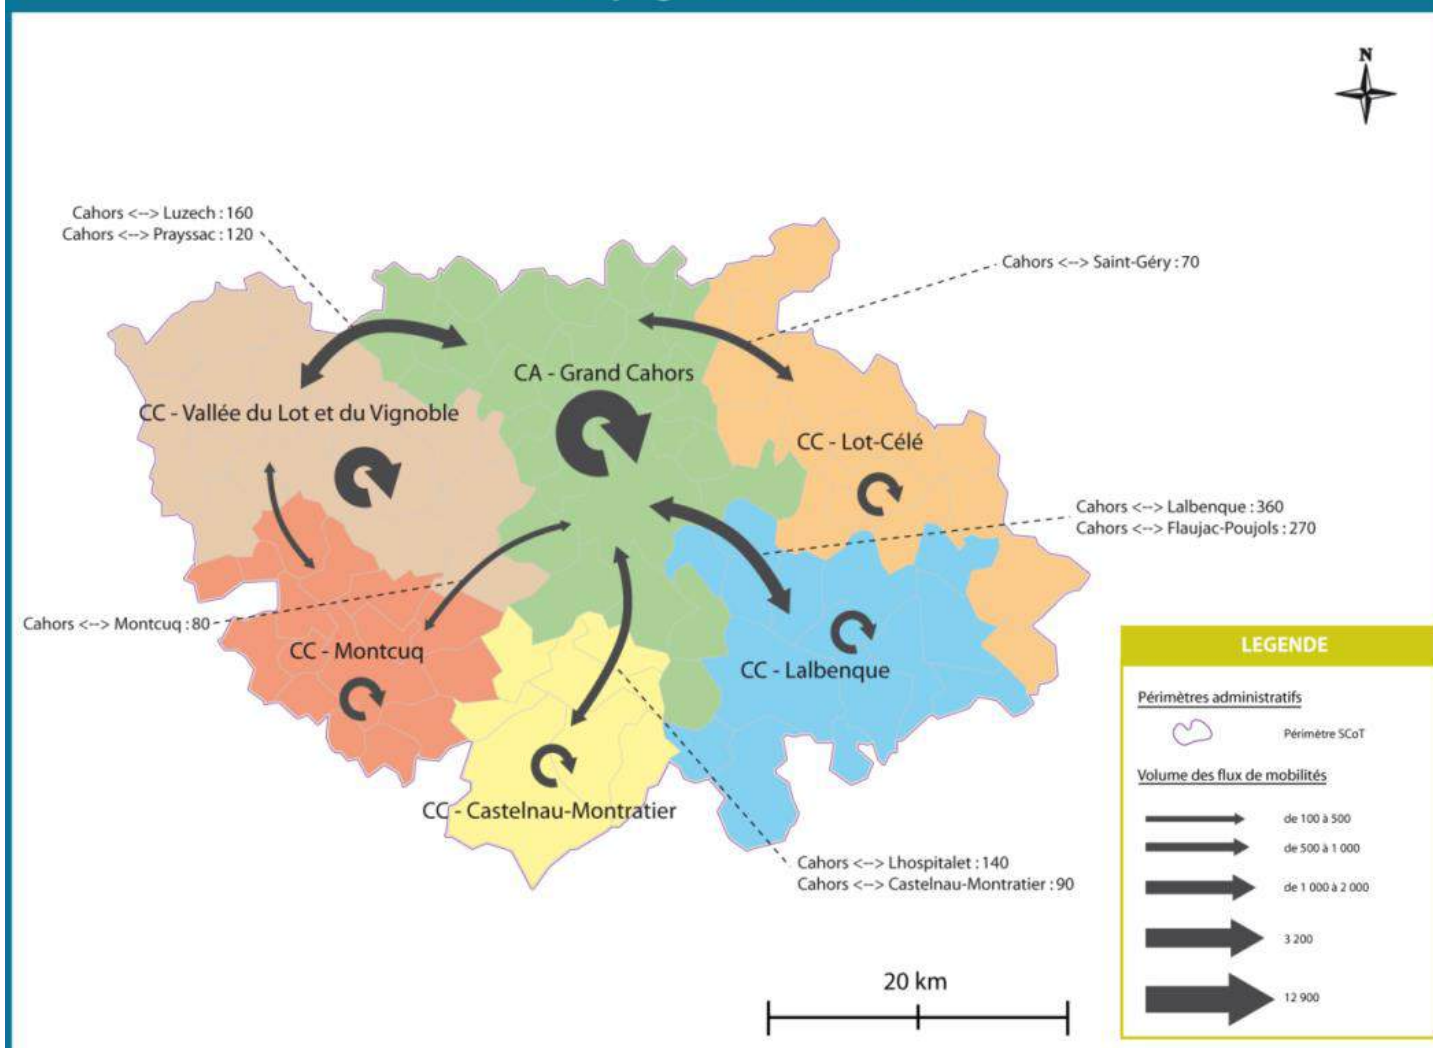 N
Cahors <--> Luzech : 160
Cahors <--> Prayssac : 120
Cahors <--> Saint-Géry : 70
CA - Grand Cahors
CC - Vallée du Lot et du Vignoble
CC - Lot-Célé
Cahors <--> Lalbenque : 360
Cahors <--> Flaujac-Poujols : 270
Cahors <--> Montcuq : 80
CC - Montcuq
CC - Lalbenque
CC - Castelnau-Montratier
Cahors <--> Lhospitalet : 140
Cahors <--> Castelnau-Montratier : 90
20 km
LEGENDE
Périmètres administratifs
Périmètre SCoT
Volume des flux de mobilités
de 100 à 500
de 500 à 1 000
de 1 000 à 2 000
3 200
12 900